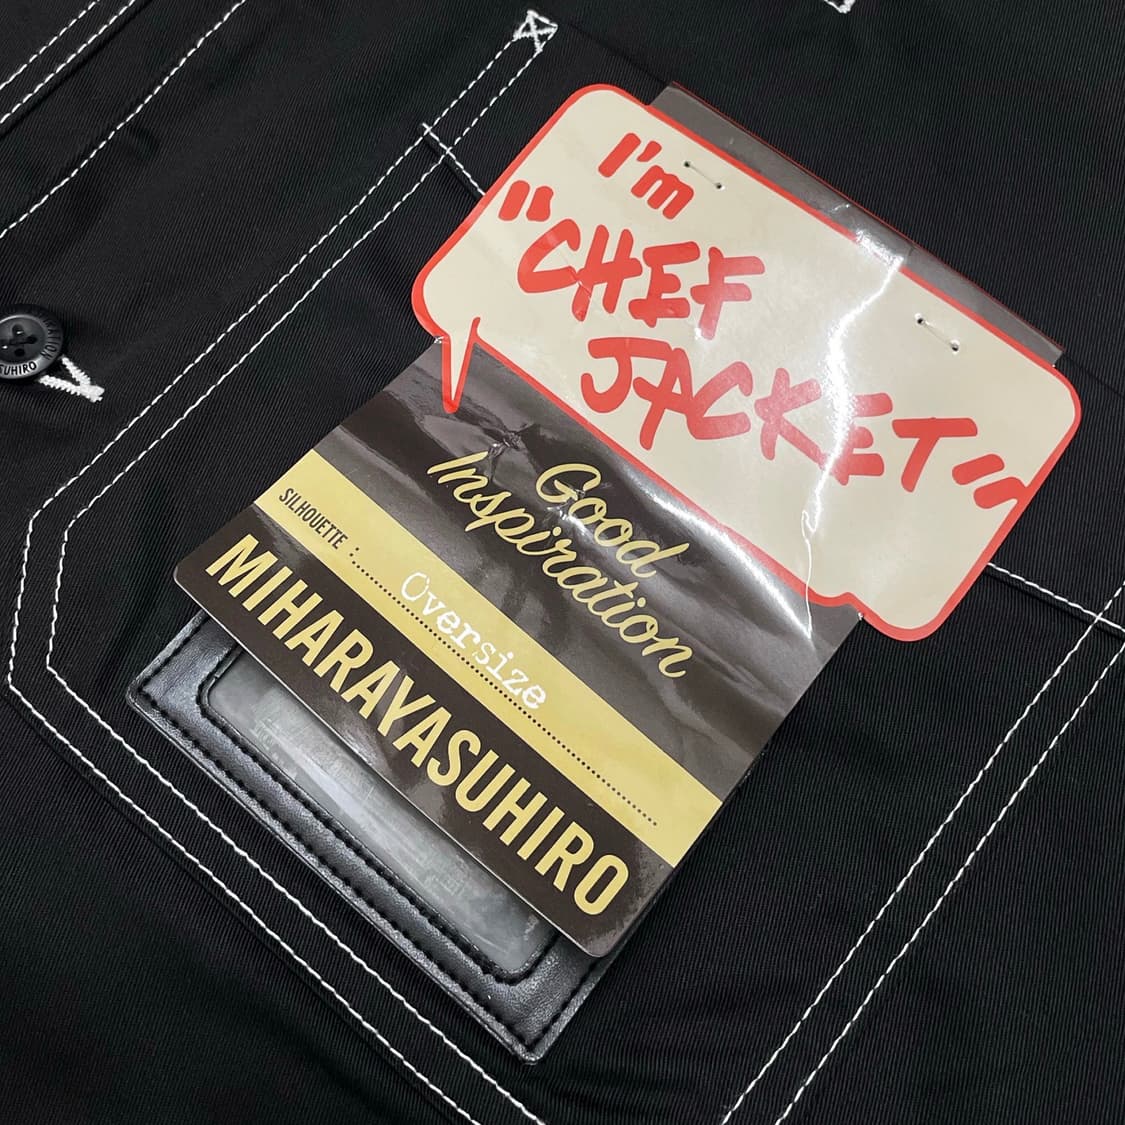 I'm
"CHEF
JACKET"
Good
Inspiration
SILHOUETTE :
Oversize
MIHARAYASUHIRO